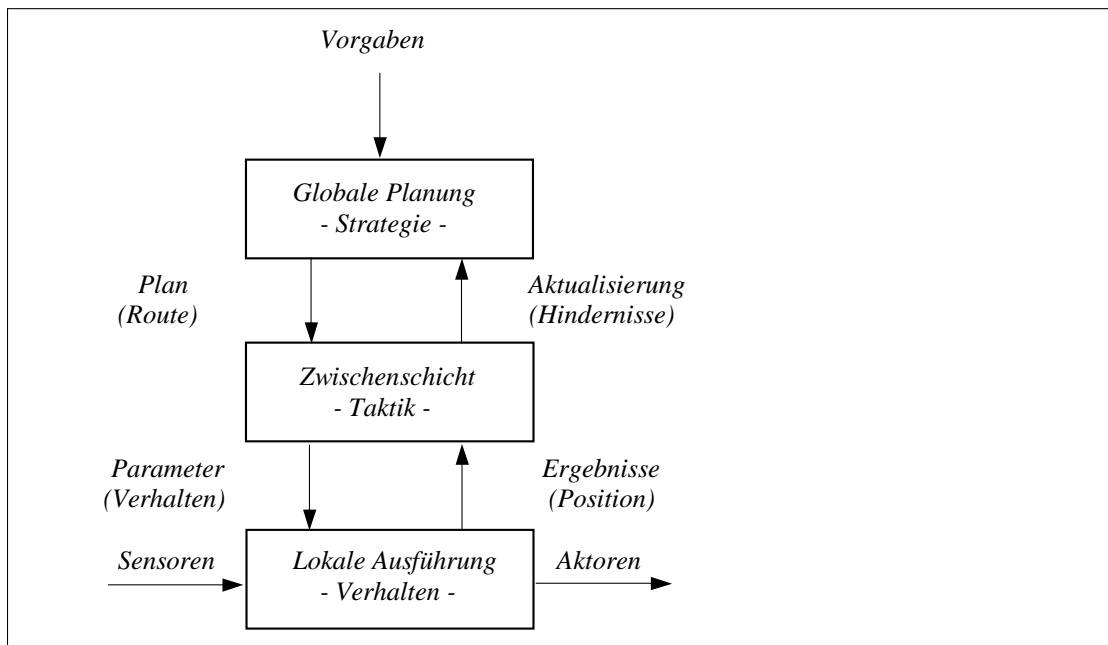 Vorgaben
Globale Planung
- Strategie -
Plan
(Route)
Aktualisierung
(Hindernisse)
Zwischenschicht
- Taktik -
Parameter
(Verhalten)
Ergebnisse
(Position)
Sensoren
Lokale Ausführung
- Verhalten -
Aktoren